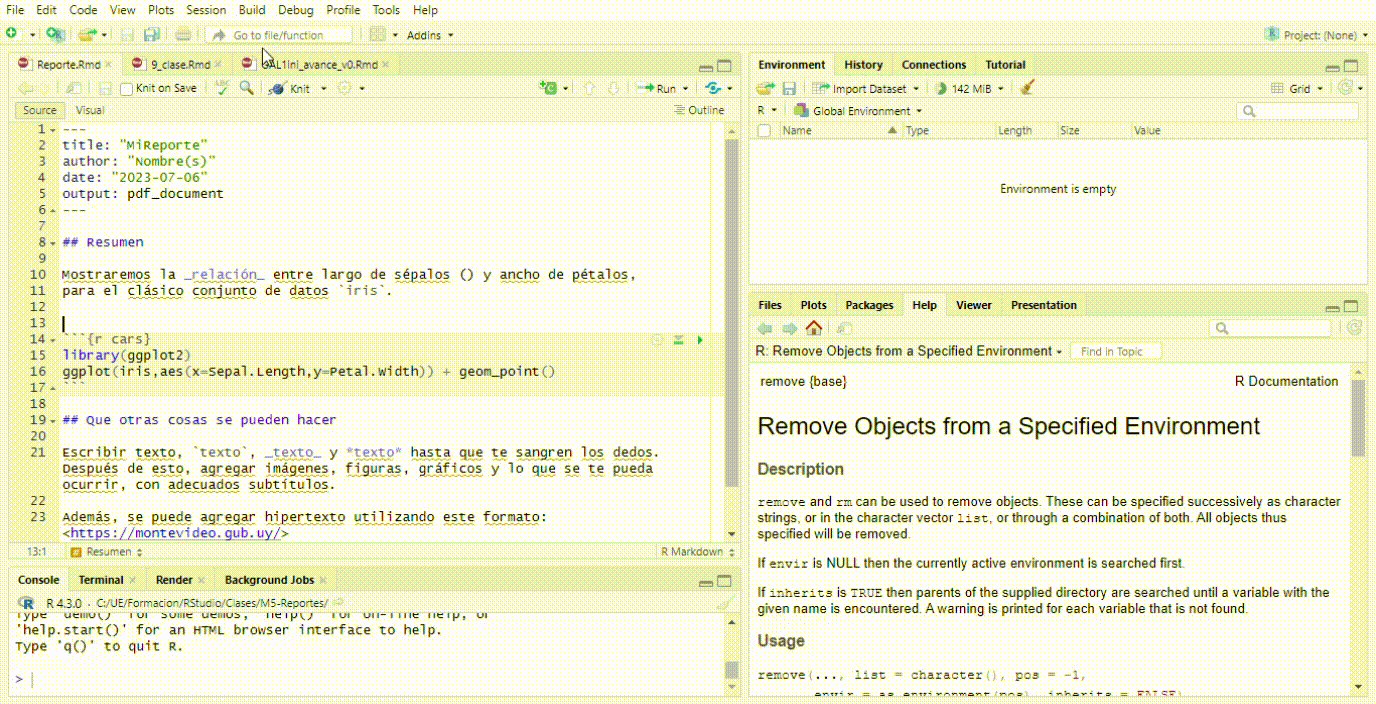 File Edit Code View Plots Session Build Debug Profile Tools Help
Go to file/function Addins Project: (None)
Reporte.Rmd 9_clase.Rmd AL1ini_avance_v0.Rmd
Knit on Save Knit Run
Source Visual Outline
1 ---
2 title: "MiReporte"
3 author: "Nombre(s)"
4 date: "2023-07-06"
5 output: pdf_document
6 ---
7
8 ## Resumen
9
10 Mostraremos la _relación_ entre largo de sépalos () y ancho de pétalos,
11 para el clásico conjunto de datos `iris`.
12
13
14 ```{r cars}
15 library(ggplot2)
16 ggplot(iris,aes(x=Sepal.Length,y=Petal.Width)) + geom_point()
17 ```
18
19 ## Que otras cosas se pueden hacer
20
21 Escribir texto, `texto`, _texto_ y *texto* hasta que te sangren los dedos.
Después de esto, agregar imágenes, figuras, gráficos y lo que se te pueda
ocurrir, con adecuados subtítulos.
22
23 Además, se puede agregar hipertexto utilizando este formato:
<https://montevideo.gub.uy/>
13:1 Resumen R Markdown
Console Terminal Render Background Jobs
R 4.3.0 · C:/UE/Formacion/RStudio/Clases/M5-Reportes/
Type 'demo()' for some demos, 'help()' for on-line help, or
'help.start()' for an HTML browser interface to help.
Type 'q()' to quit R.
>
Environment History Connections Tutorial
Import Dataset 142 MiB Grid
R Global Environment
Name Type Length Size Value
Environment is empty
Files Plots Packages Help Viewer Presentation
R: Remove Objects from a Specified Environment Find in Topic
remove {base} R Documentation
Remove Objects from a Specified Environment
Description
remove and rm can be used to remove objects. These can be specified successively as character
strings, or in the character vector list, or through a combination of both. All objects thus
specified will be removed.
If envir is NULL then the currently active environment is searched first.
If inherits is TRUE then parents of the supplied directory are searched until a variable with the
given name is encountered. A warning is printed for each variable that is not found.
Usage
remove(..., list = character(), pos = -1,
envir = as.environment(pos), inherits = FALSE)